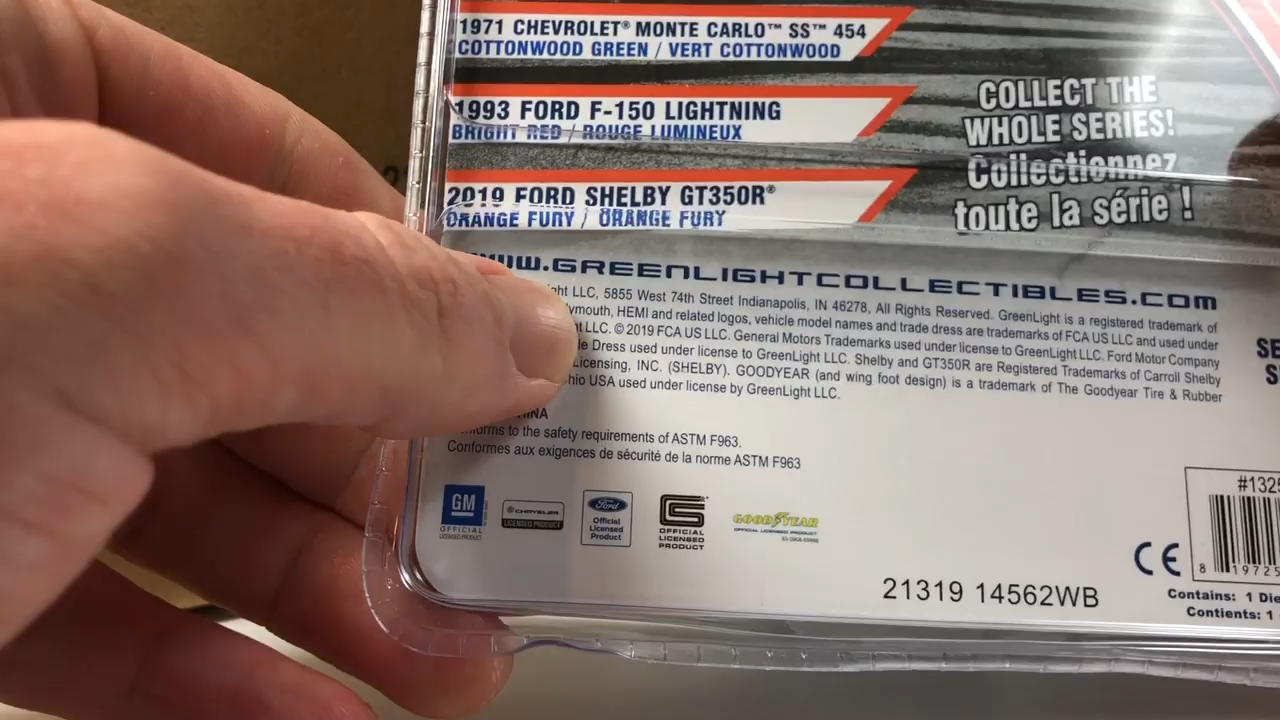 1971 CHEVROLET® MONTE CARLO™ SS™ 454
COTTONWOOD GREEN / VERT COTTONWOOD
1993 FORD F-150 LIGHTNING
BRIGHT RED / ROUGE LUMINEUX
2019 FORD SHELBY GT350R®
ORANGE FURY / ORANGE FURY
COLLECT THE
WHOLE SERIES!
Collectionnez
toute la série !
WWW.GREENLIGHTCOLLECTIBLES.COM
LLC, 5855 West 74th Street Indianapolis, IN 46278, All Rights Reserved. GreenLight is a registered trademark of
HEMI and related logos, vehicle model names and trade dress are trademarks of FCA US LLC and used under
LLC. © 2019 FCA US LLC. General Motors Trademarks used under license to GreenLight LLC. Ford Motor Company
Dress used under license to GreenLight LLC. Shelby and GT350R are Registered Trademarks of Carroll Shelby
Licensing, INC. (SHELBY). GOODYEAR (and wing foot design) is a trademark of The Goodyear Tire & Rubber
USA used under license by GreenLight LLC.
to the safety requirements of ASTM F963.
Conformes aux exigences de sécurité de la norme ASTM F963
GM
OFFICIAL
LICENSED PRODUCT
CHRYSLER
LICENSED PRODUCT
Ford
Official
Licensed
Product
OFFICIAL
LICENSED
PRODUCT
GOODYEAR
OFFICIAL LICENSED PRODUCT
CE
#1325
8 19725
21319 14562WB
Contains: 1
Contient: 1